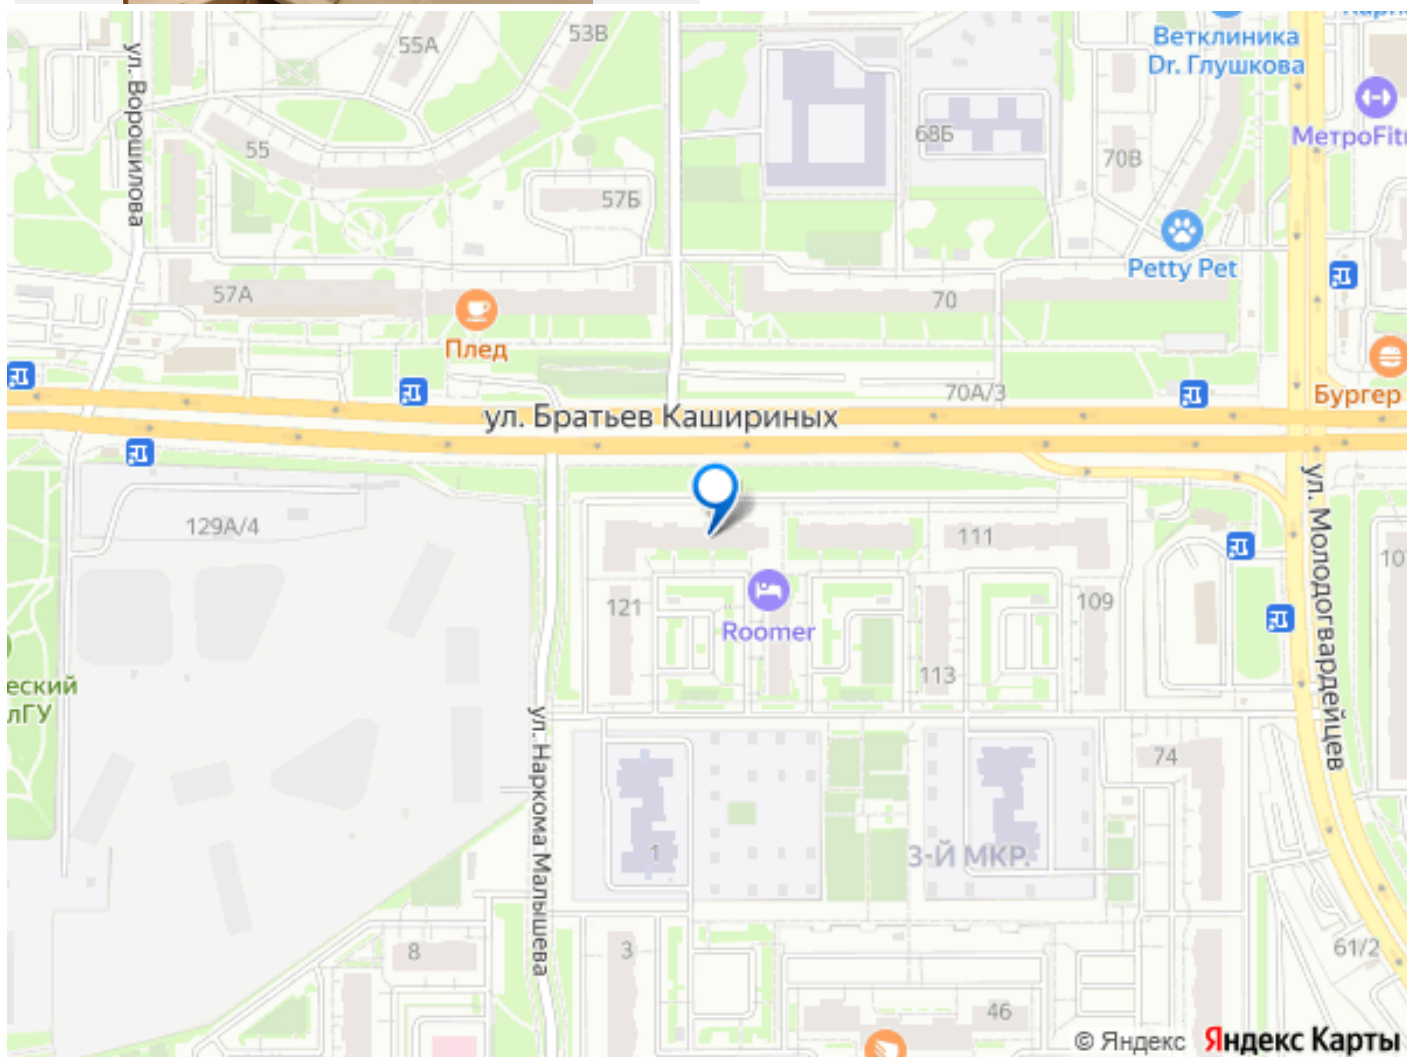 55А
53В
Ветклиника
Dr. Глушкова
ул. Ворошилова
55
68Б
70В
МетроFit
57Б
Petty Pet
57А
70
Плед
70А/3
Бургер
ул. Братьев Кашириных
129А/4
111
ул. Молодогвардейцев
121
109
Roomer
113
еский
лГУ
ул. Наркома Малышева
74
1
3-Й МКР.
8
3
61/2
46
© Яндекс Яндекс Карты